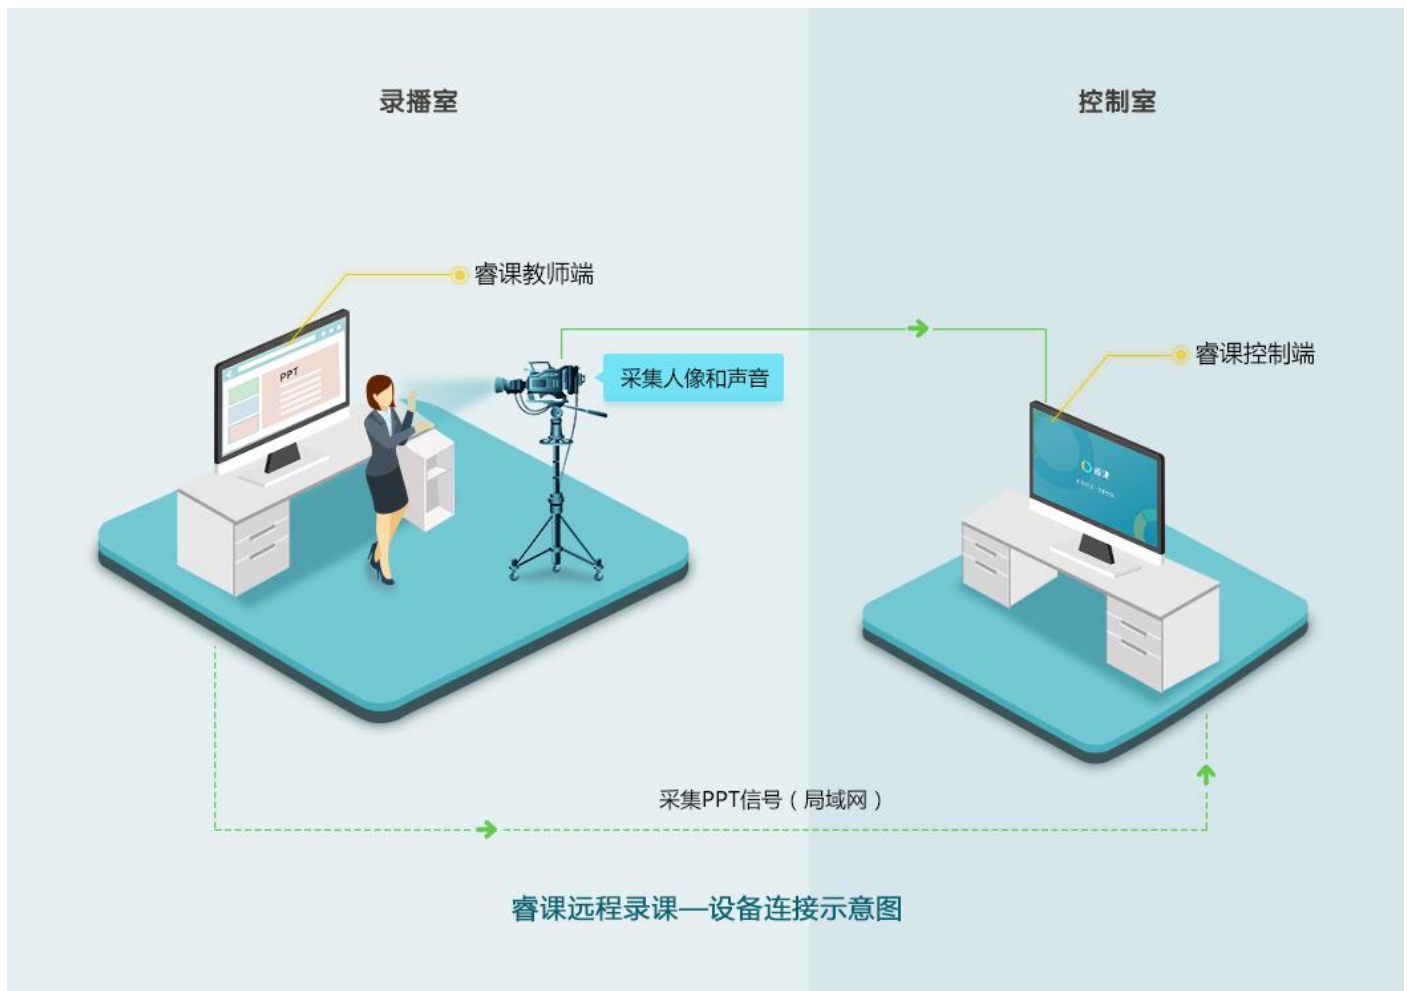 录播室
控制室
睿课教师端
睿课控制端
PPT
采集人像和声音
睿课
采集PPT信号（局域网）
睿课远程录课—设备连接示意图